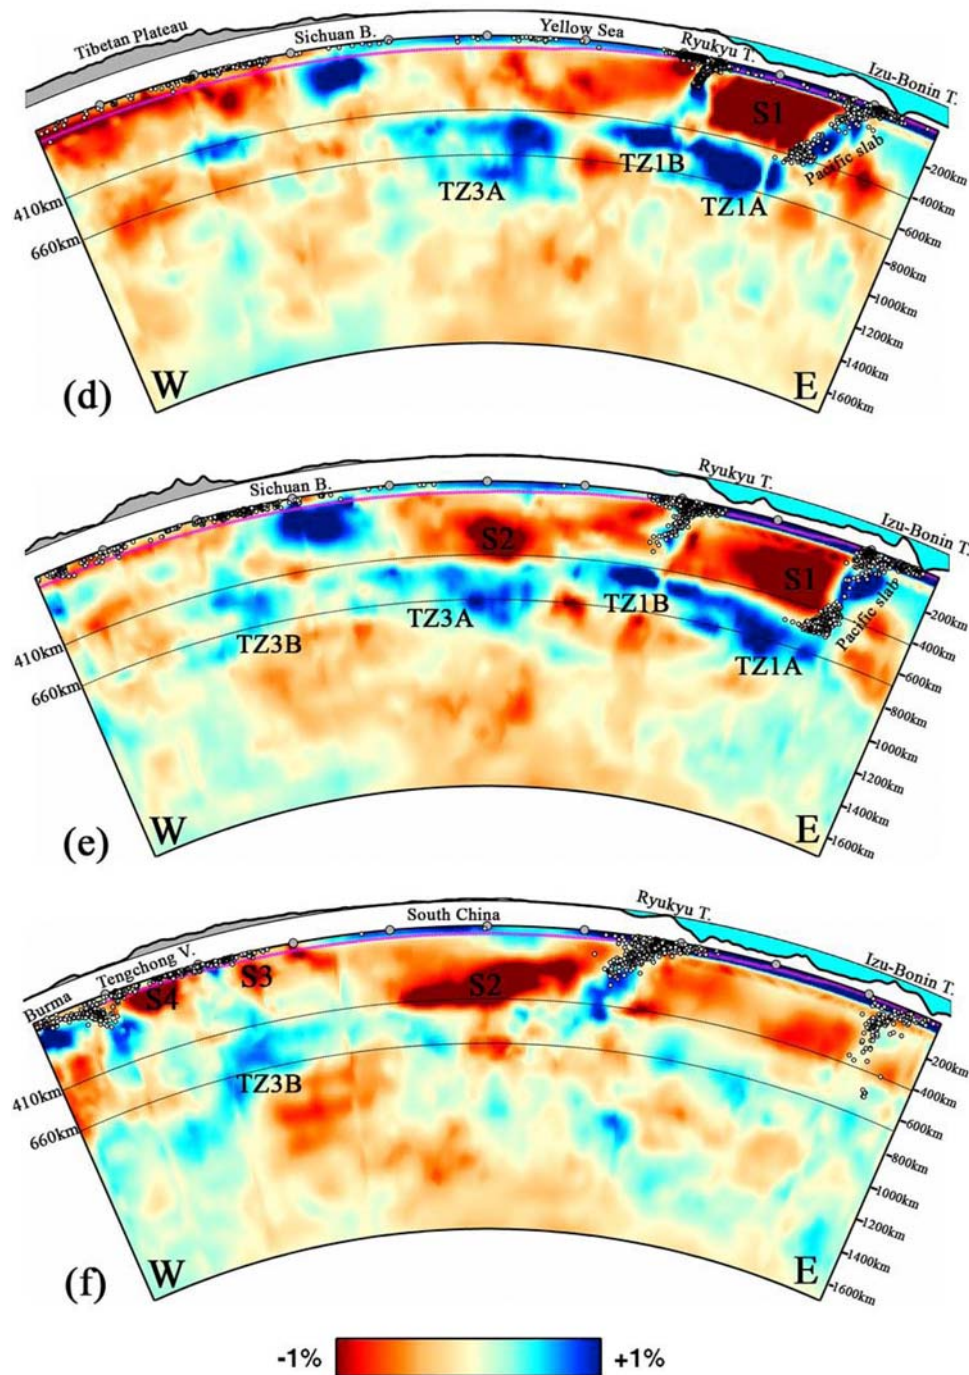 Tibetan Plateau
Sichuan B.
Yellow Sea
Ryukyu T.
Izu-Bonin T.
S1
Pacific slab
TZ1B
TZ3A
TZ1A
410km
660km
200km
400km
600km
800km
1000km
1200km
1400km
1600km
(d)
W
E
Ryukyu T.
Sichuan B.
Izu-Bonin T.
S2
S1
Pacific slab
TZ1B
TZ3A
TZ3B
TZ1A
410km
660km
200km
400km
600km
800km
1000km
1200km
1400km
1600km
(e)
W
E
Ryukyu T.
South China
Tengchong V.
Izu-Bonin T.
Burma
S4
S3
S2
TZ3B
410km
660km
200km
400km
600km
800km
1000km
1200km
1400km
1600km
(f)
W
E
-1%
+1%